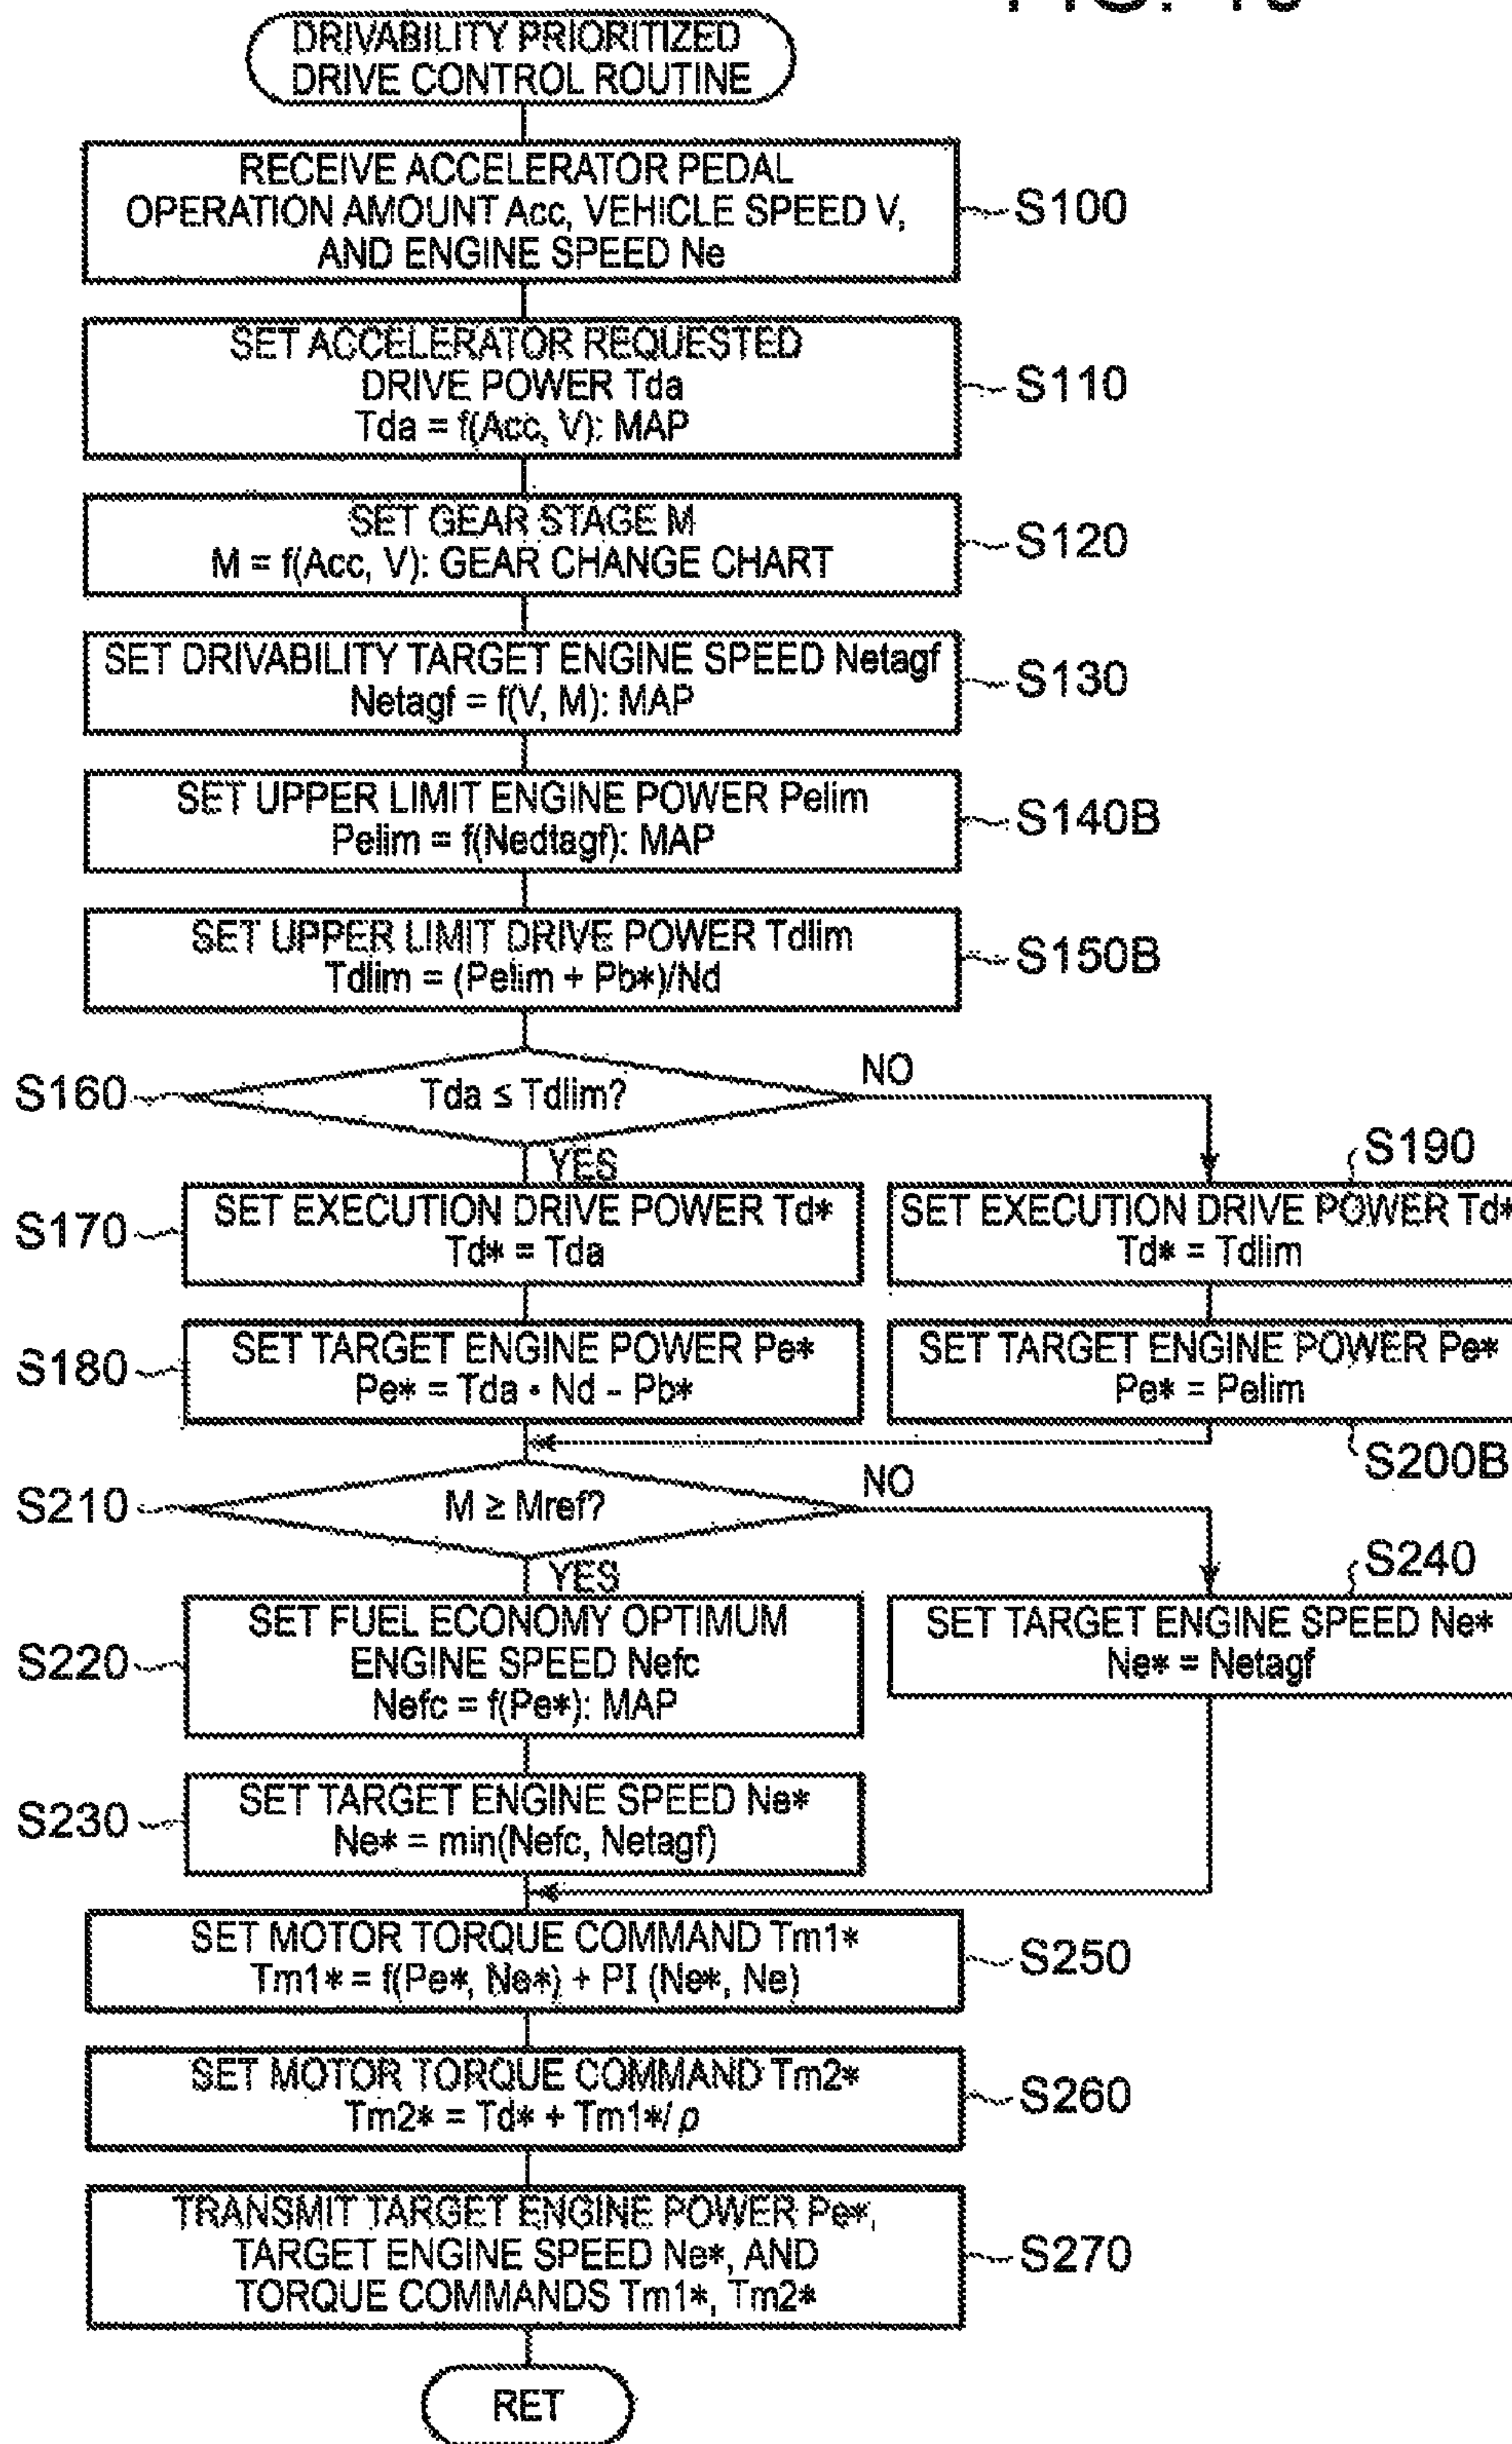 DRIVABILITY PRIORITIZED
DRIVE CONTROL ROUTINE
RECEIVE ACCELERATOR PEDAL
OPERATION AMOUNT Acc, VEHICLE SPEED V,
AND ENGINE SPEED Ne
S100
SET ACCELERATOR REQUESTED
DRIVE POWER Tda
Tda = f(Acc, V): MAP
S110
SET GEAR STAGE M
M = f(Acc, V): GEAR CHANGE CHART
S120
SET DRIVABILITY TARGET ENGINE SPEED Netagf
Netagf = f(V, M): MAP
S130
SET UPPER LIMIT ENGINE POWER Pelim
Pelim = f(Nedtagf): MAP
S140B
SET UPPER LIMIT DRIVE POWER Tdlim
Tdlim = (Pelim + Pb*)/Nd
S150B
S160
Tda ≤ Tdlim?
NO
YES
S170
SET EXECUTION DRIVE POWER Td*
Td* = Tda
S190
SET EXECUTION DRIVE POWER Td*
Td* = Tdlim
S180
SET TARGET ENGINE POWER Pe*
Pe* = Tda • Nd - Pb*
SET TARGET ENGINE POWER Pe*
Pe* = Pelim
S200B
S210
M ≥ Mref?
NO
YES
S220
SET FUEL ECONOMY OPTIMUM
ENGINE SPEED Nefc
Nefc = f(Pe*): MAP
S240
SET TARGET ENGINE SPEED Ne*
Ne* = Netagf
S230
SET TARGET ENGINE SPEED Ne*
Ne* = min(Nefc, Netagf)
SET MOTOR TORQUE COMMAND Tm1*
Tm1* = f(Pe*, Ne*) + PI (Ne*, Ne)
S250
SET MOTOR TORQUE COMMAND Tm2*
Tm2* = Td* + Tm1*/ρ
S260
TRANSMIT TARGET ENGINE POWER Pe*,
TARGET ENGINE SPEED Ne*, AND
TORQUE COMMANDS Tm1*, Tm2*
S270
RET